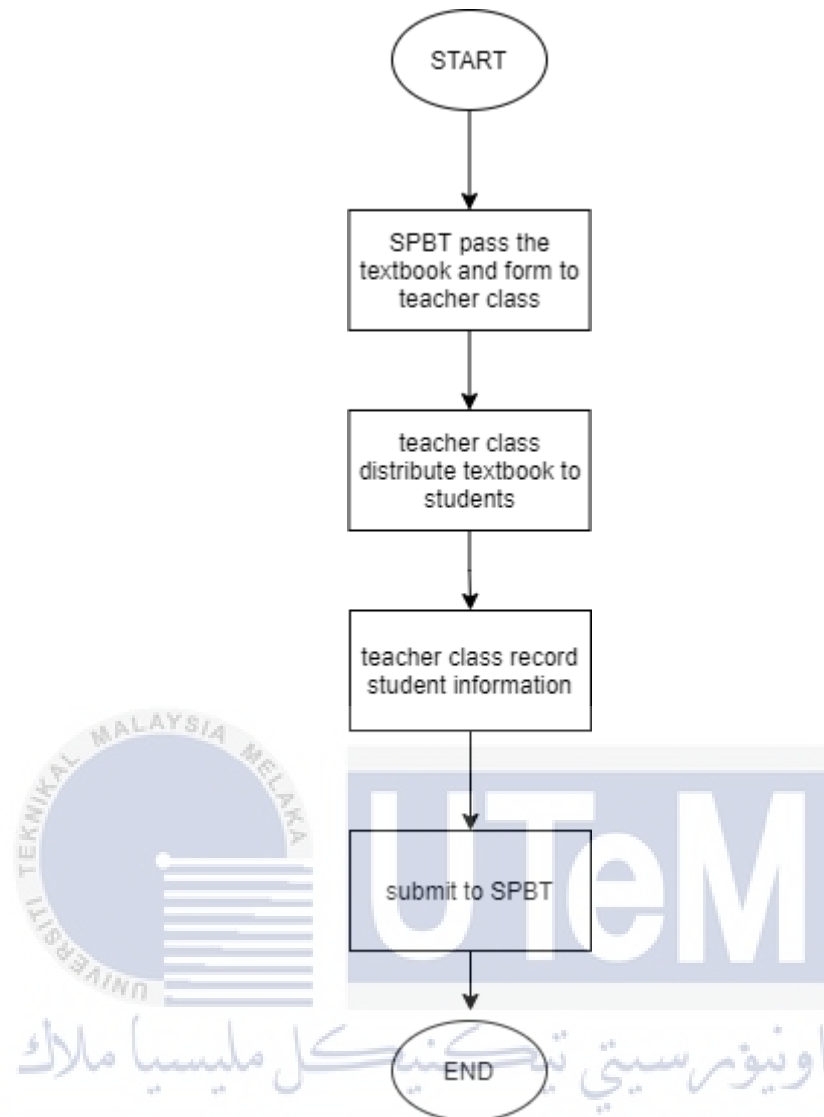 START
SPBT pass the
textbook and form to
teacher class
teacher class
distribute textbook to
students
teacher class record
student information
submit to SPBT
END
UNIVERSITI TEKNIKAL MALAYSIA MELAKA
UTeM
اونيۏرسيتي تيكنيكل مليسيا ملاك